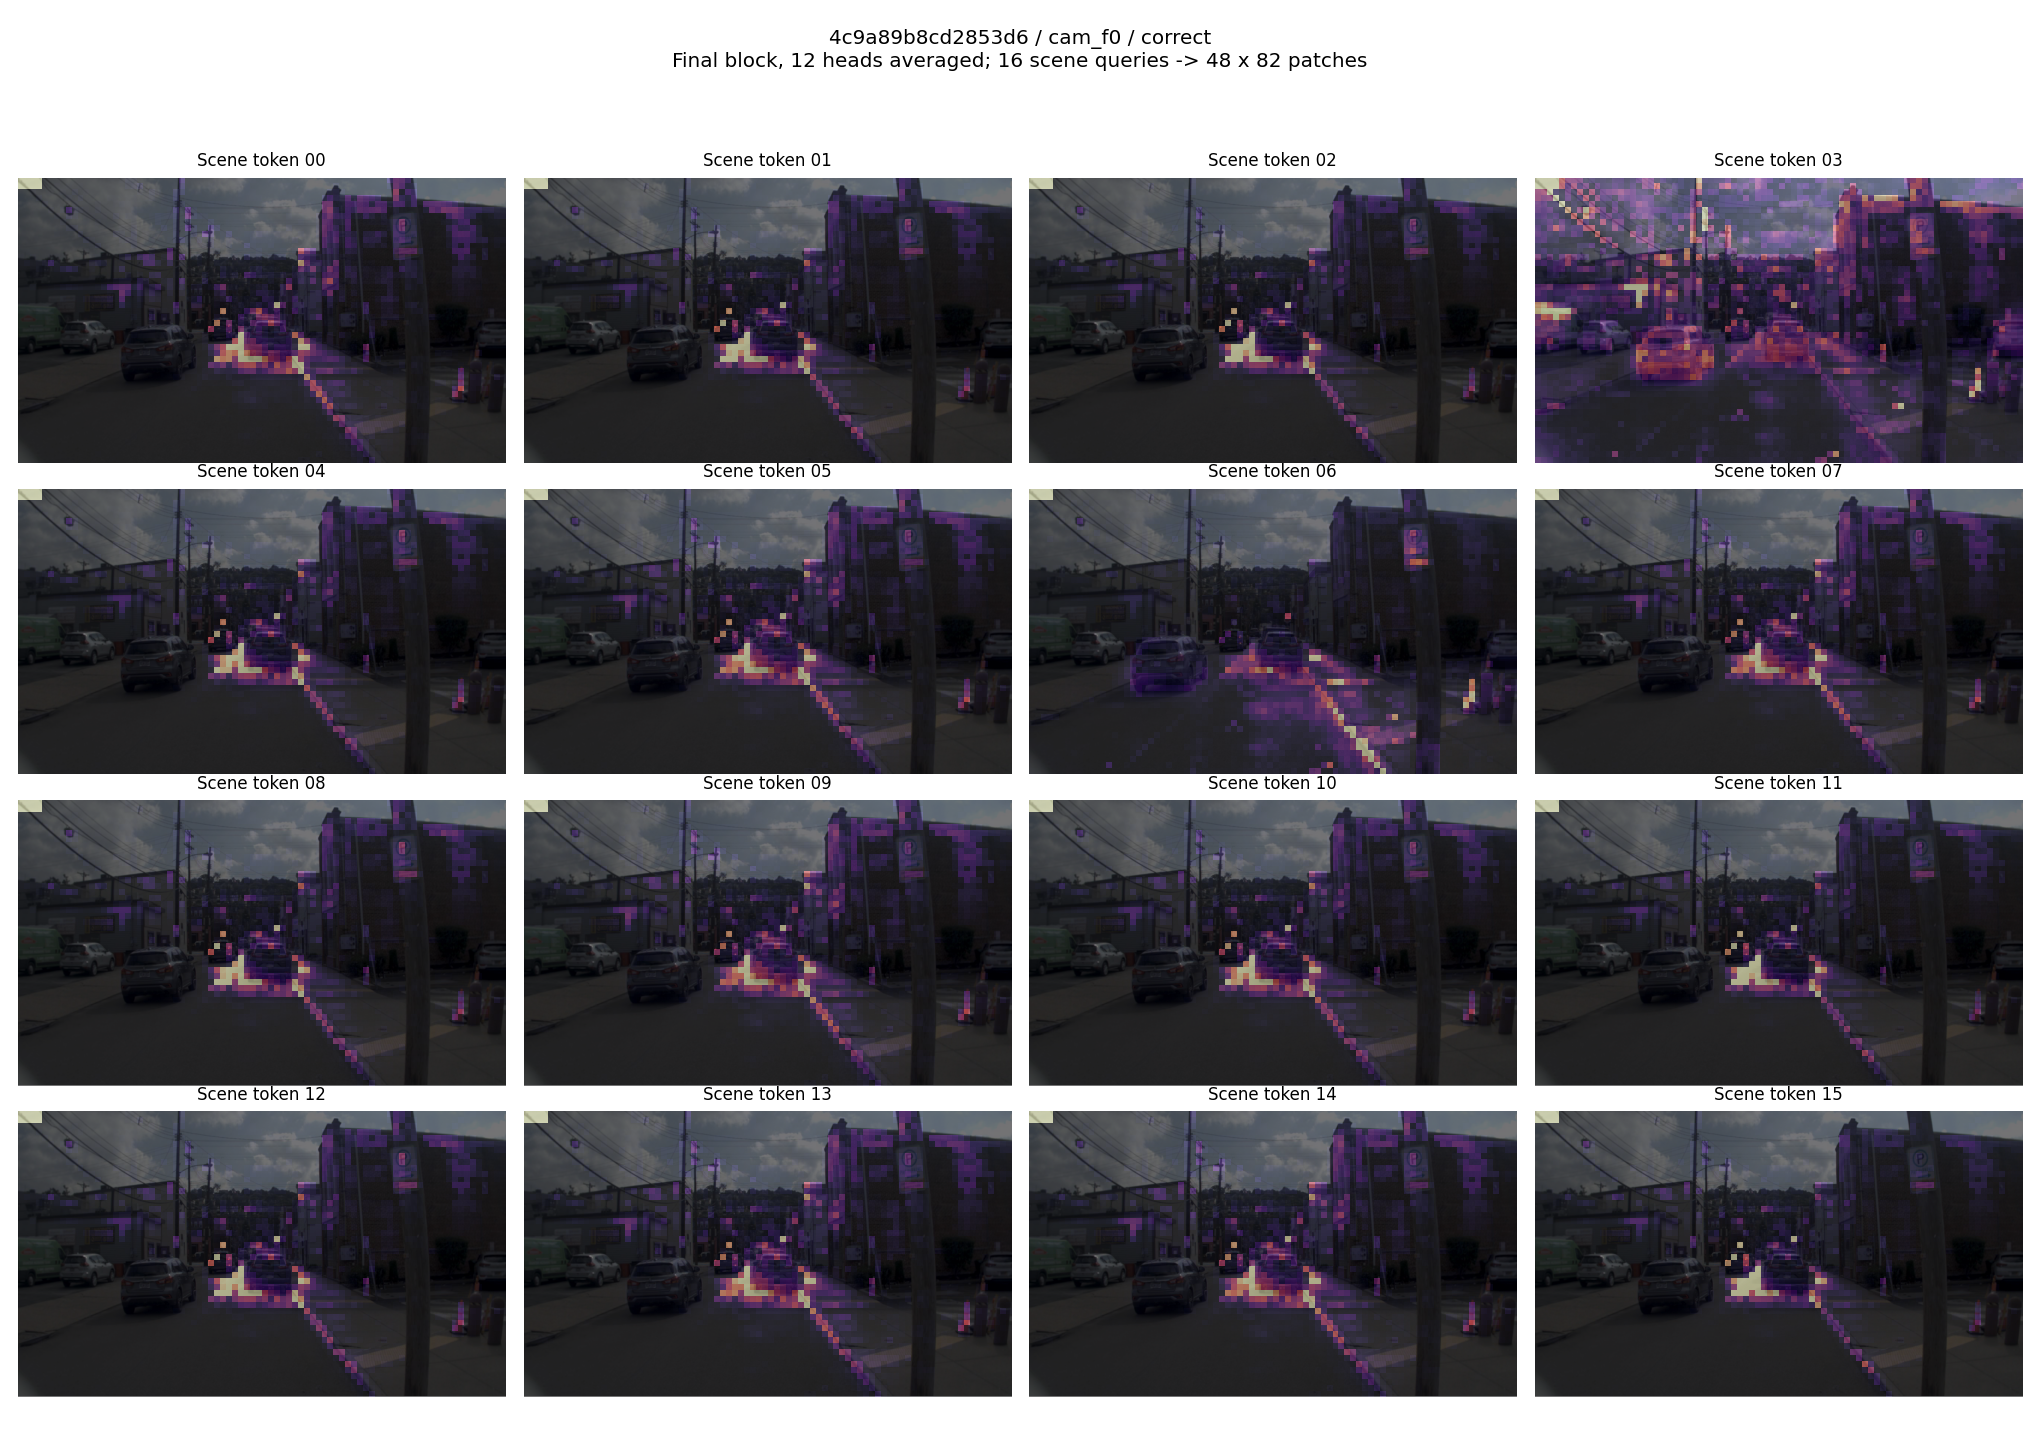 4c9a89b8cd2853d6 / cam_f0 / correct
Final block, 12 heads averaged; 16 scene queries -> 48 x 82 patches
Scene token 00
Scene token 01
Scene token 02
Scene token 03
Scene token 04
Scene token 05
Scene token 06
Scene token 07
Scene token 08
Scene token 09
Scene token 10
Scene token 11
Scene token 12
Scene token 13
Scene token 14
Scene token 15